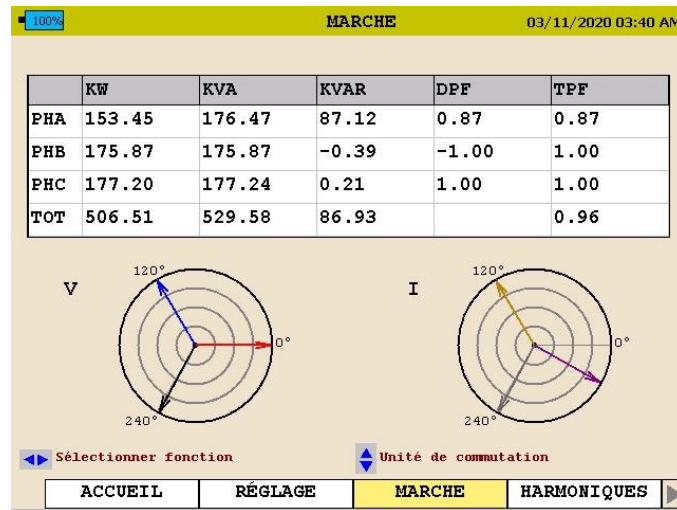 100% MARCHE 03/11/2020 03:40 AM
KW KVA KVAR DPF TPF
PHA 153.45 176.47 87.12 0.87 0.87
PHB 175.87 175.87 -0.39 -1.00 1.00
PHC 177.20 177.24 0.21 1.00 1.00
TOT 506.51 529.58 86.93 0.96
120° 120°
V I
0° 0°
240° 240°
Sélectionner fonction Unité de commutation
ACCUEIL RÉGLAGE MARCHE HARMONIQUES